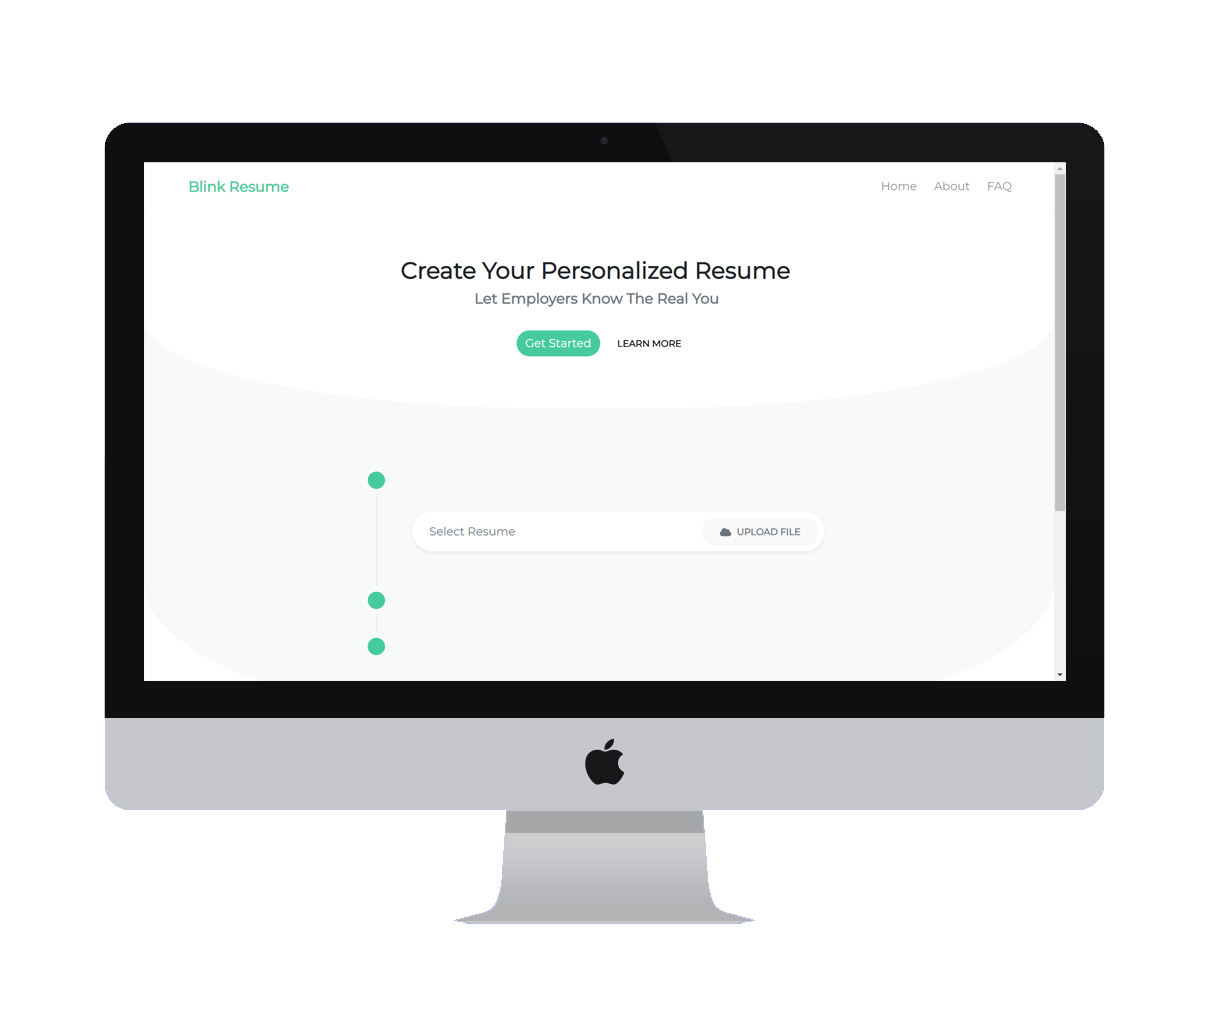 Blink Resume
Home About FAQ
Create Your Personalized Resume
Let Employers Know The Real You
Get Started LEARN MORE
Select Resume UPLOAD FILE